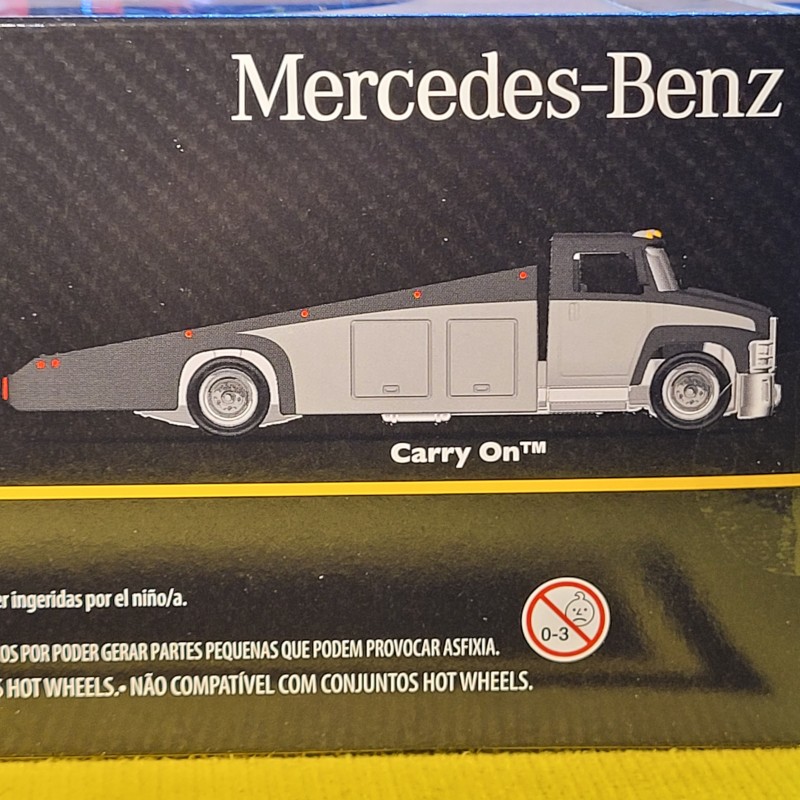 Mercedes-Benz
Carry On™
er ingeridas por el niño/a.
OS POR PODER GERAR PARTES PEQUENAS QUE PODEM PROVOCAR ASFIXIA.
S HOT WHEELS.• NÃO COMPATÍVEL COM CONJUNTOS HOT WHEELS.
0-3